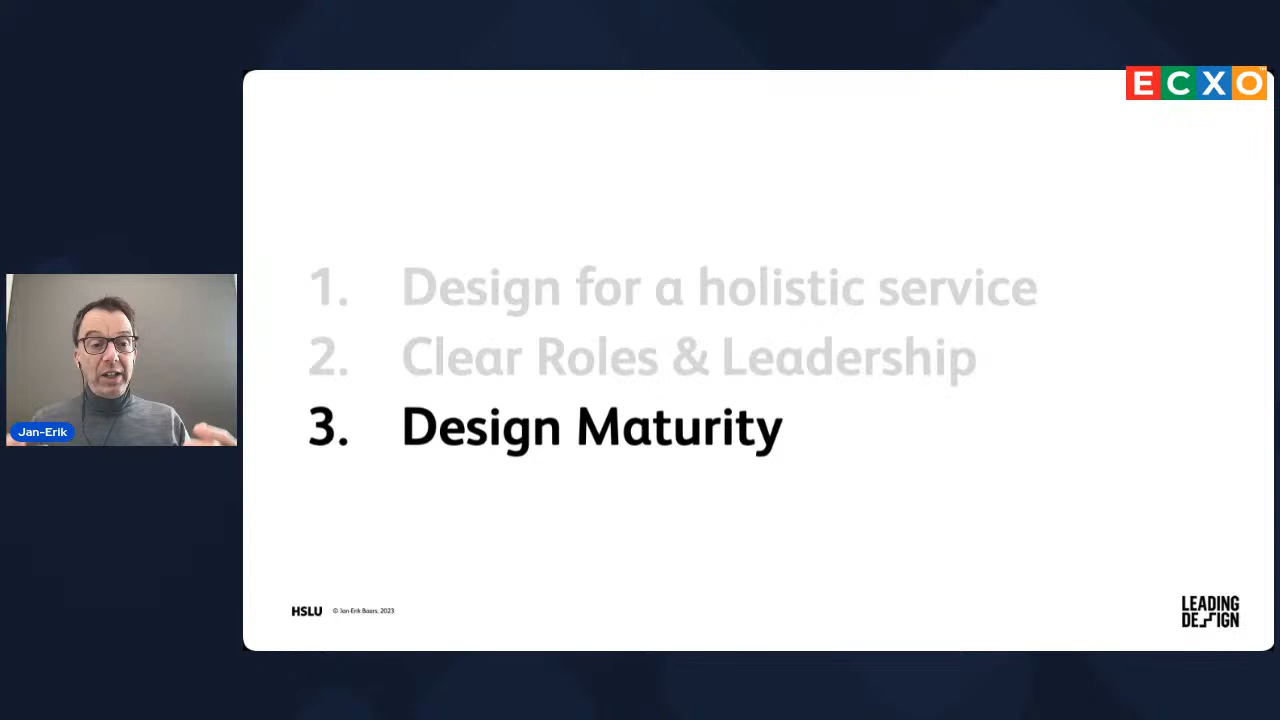 ECXO
1. Design for a holistic service
2. Clear Roles & Leadership
3. Design Maturity
Jan-Erik
HSLU © Jan-Erik Baars, 2023
LEADING
DESIGN